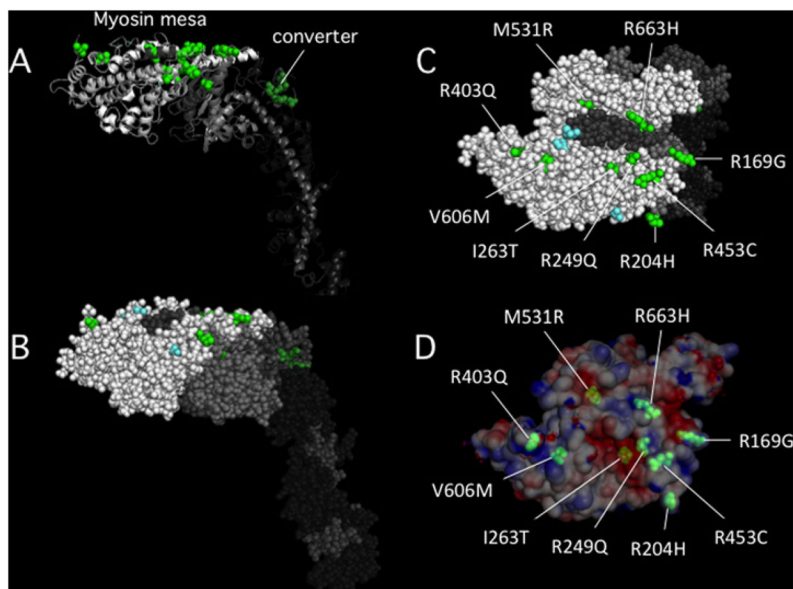 A
Myosin mesa
converter
B
C
M531R
R663H
R403Q
R169G
V606M
I263T
R249Q
R204H
R453C
D
M531R
R663H
R403Q
R169G
V606M
I263T
R249Q
R204H
R453C